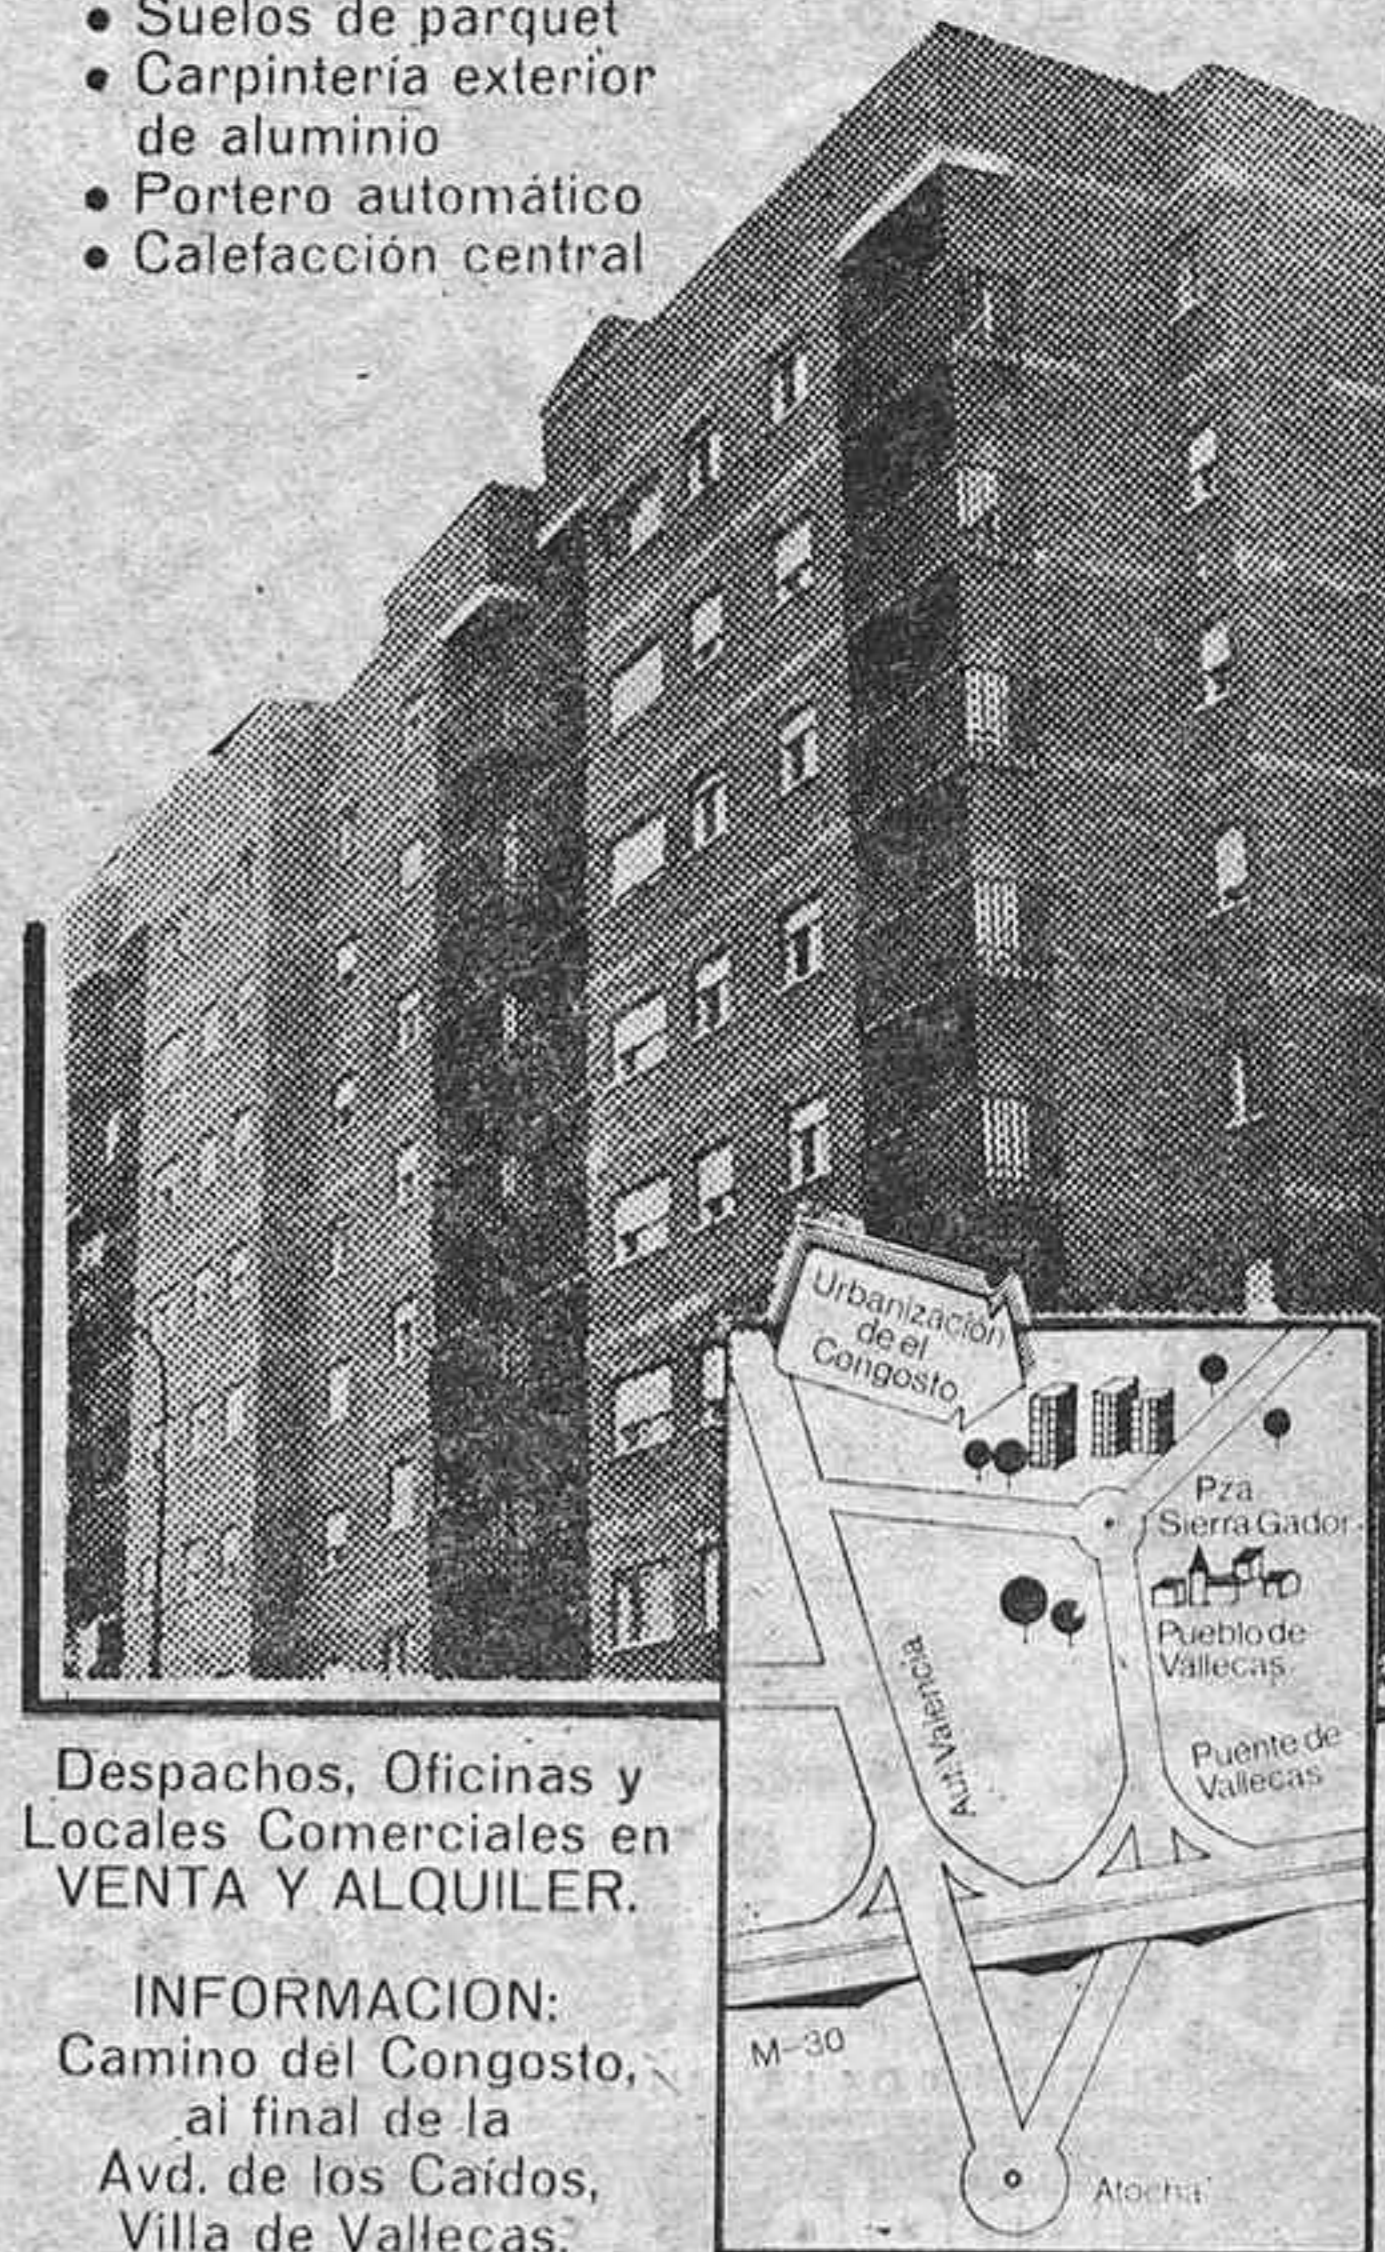 ● Suelos de parquet
● Carpintería exterior
de aluminio
● Portero automático
● Calefacción central
Urbanización
de el
Congosto
Pza
Sierra Gador
Pueblo de
Vallecas
Aut Valencia
Puente de
Vallecas
M-30
Atocha
Despachos, Oficinas y
Locales Comerciales en
VENTA Y ALQUILER.
INFORMACION:
Camino del Congosto,
al final de la
Avd. de los Caídos,
Villa de Vallecas.